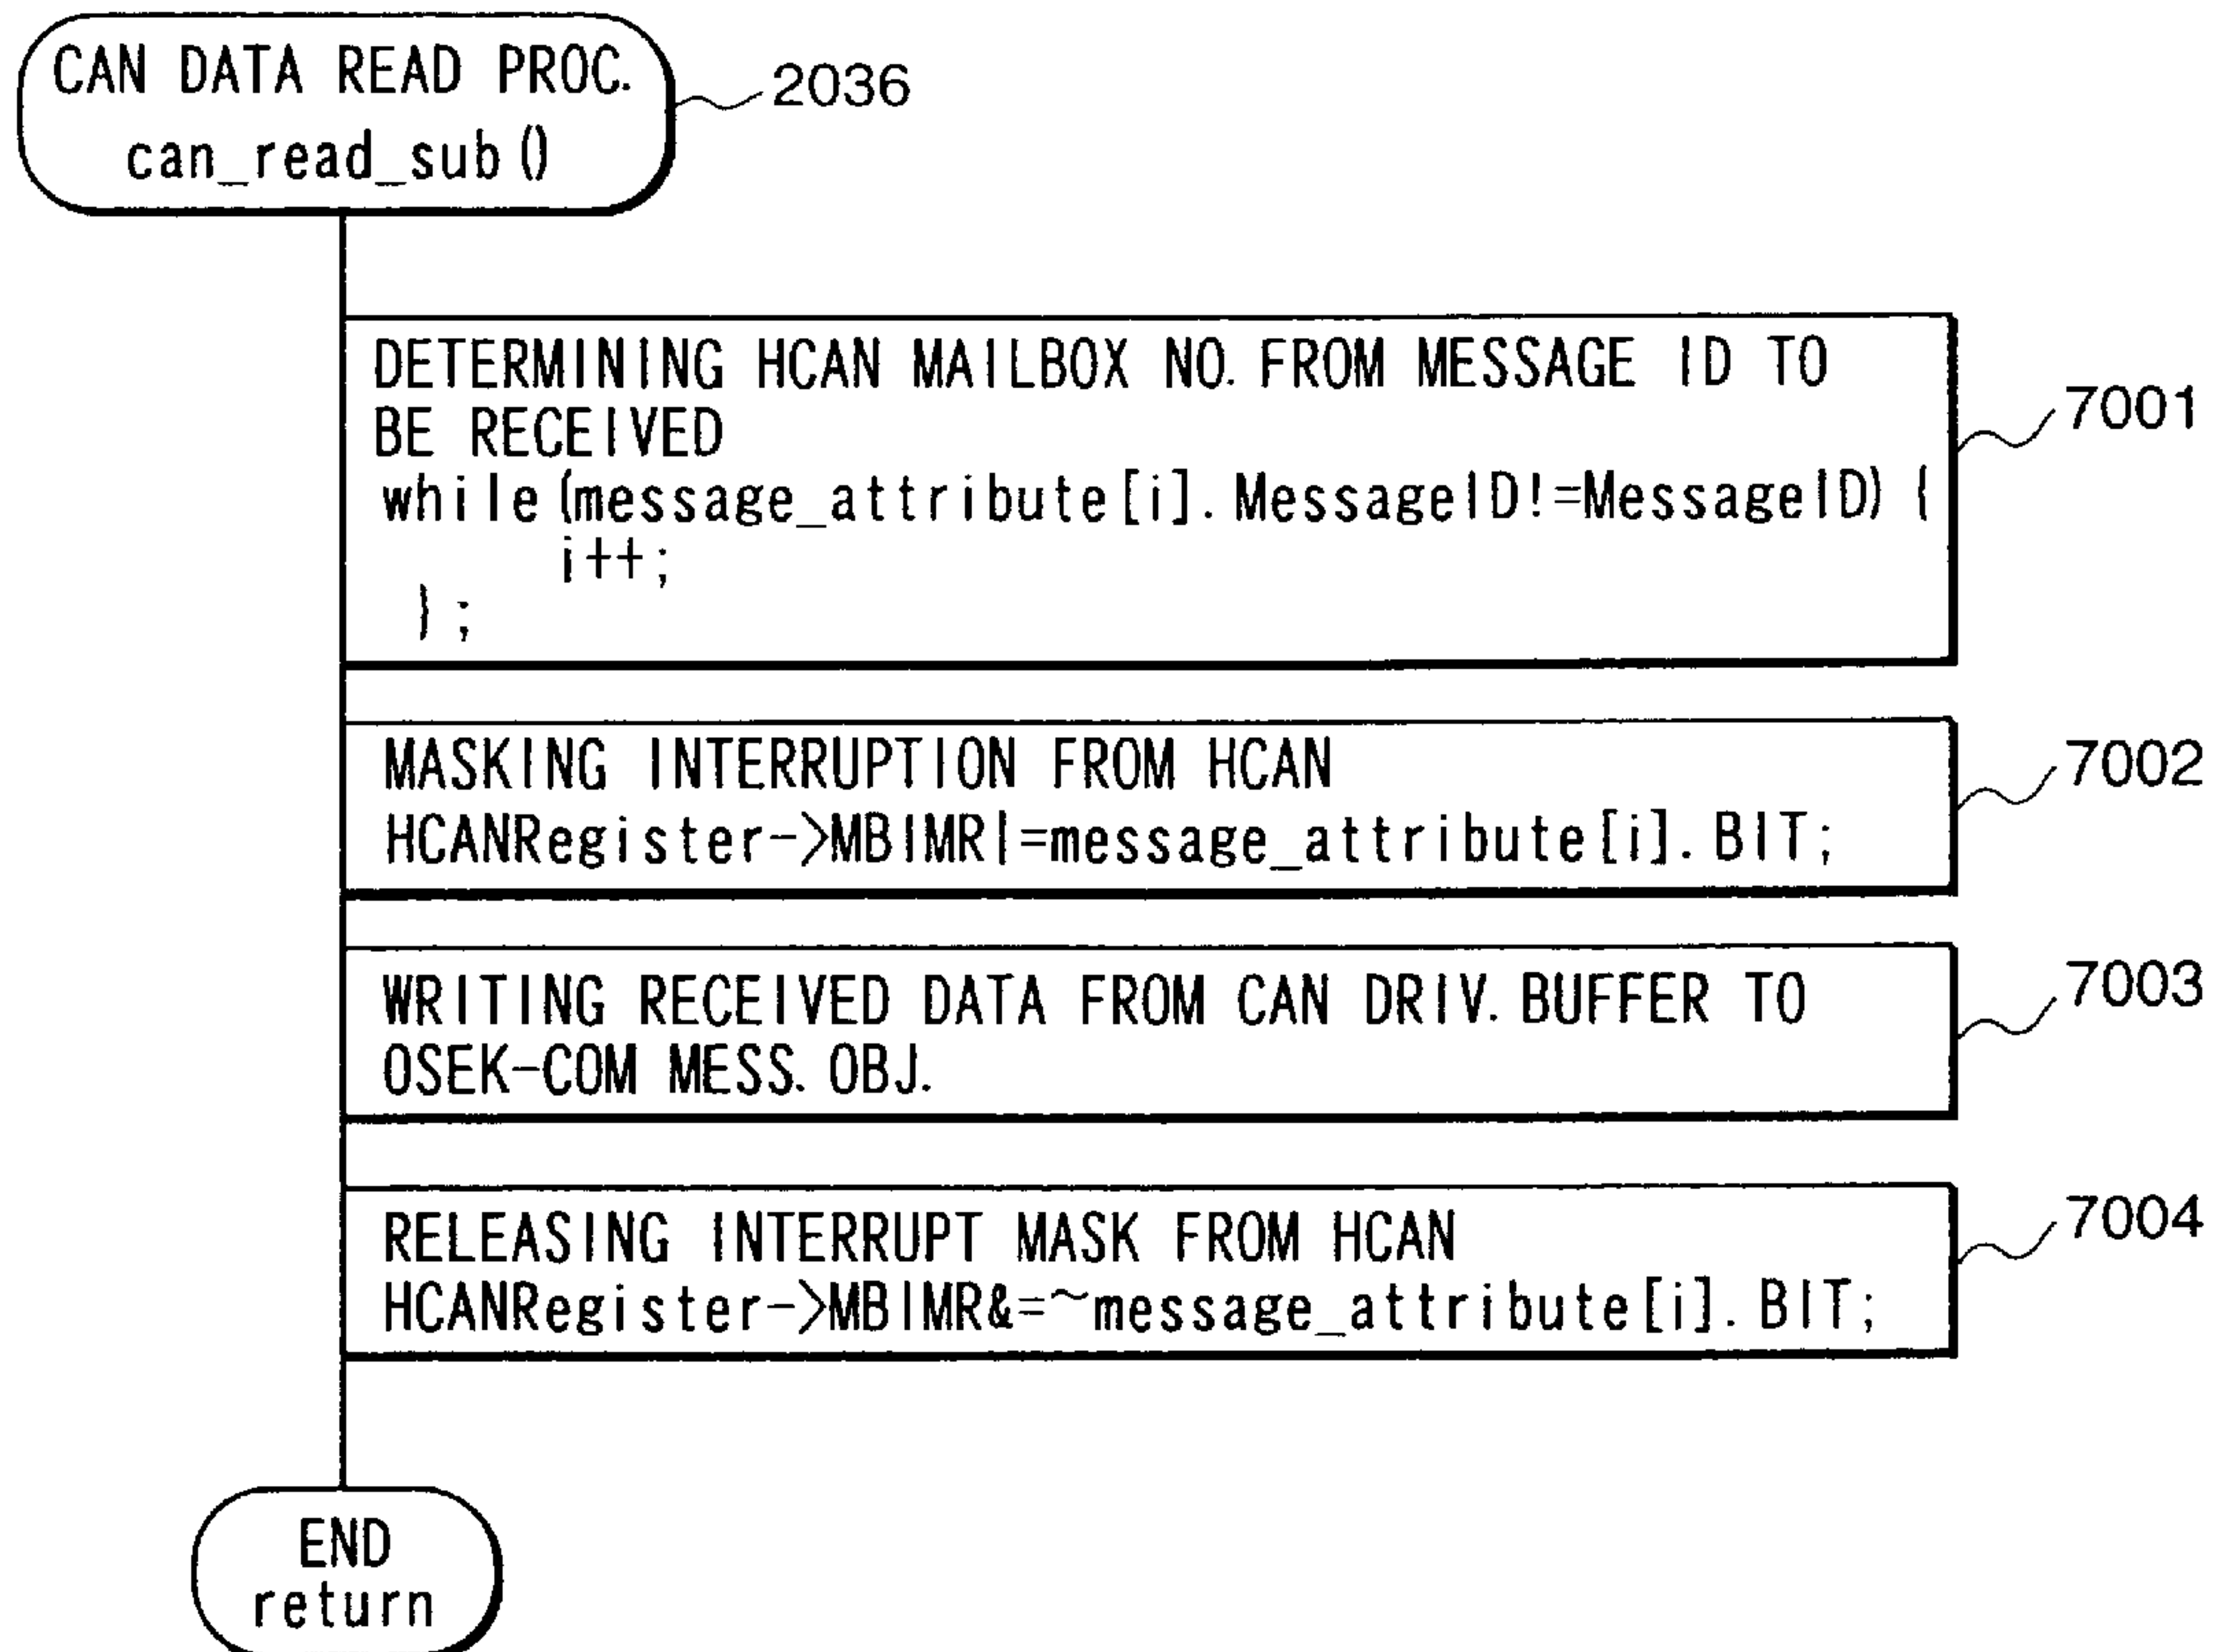 CAN DATA READ PROC.
can_read_sub()
2036
DETERMINING HCAN MAILBOX NO. FROM MESSAGE ID TO
BE RECEIVED
while(message_attribute[i].MessageID!=MessageID) {
i++;
};
7001
MASKING INTERRUPTION FROM HCAN
HCANRegister->MBIMR|=message_attribute[i].BIT;
7002
WRITING RECEIVED DATA FROM CAN DRIV. BUFFER TO
OSEK-COM MESS. OBJ.
7003
RELEASING INTERRUPT MASK FROM HCAN
HCANRegister->MBIMR&=~message_attribute[i].BIT;
7004
END
return